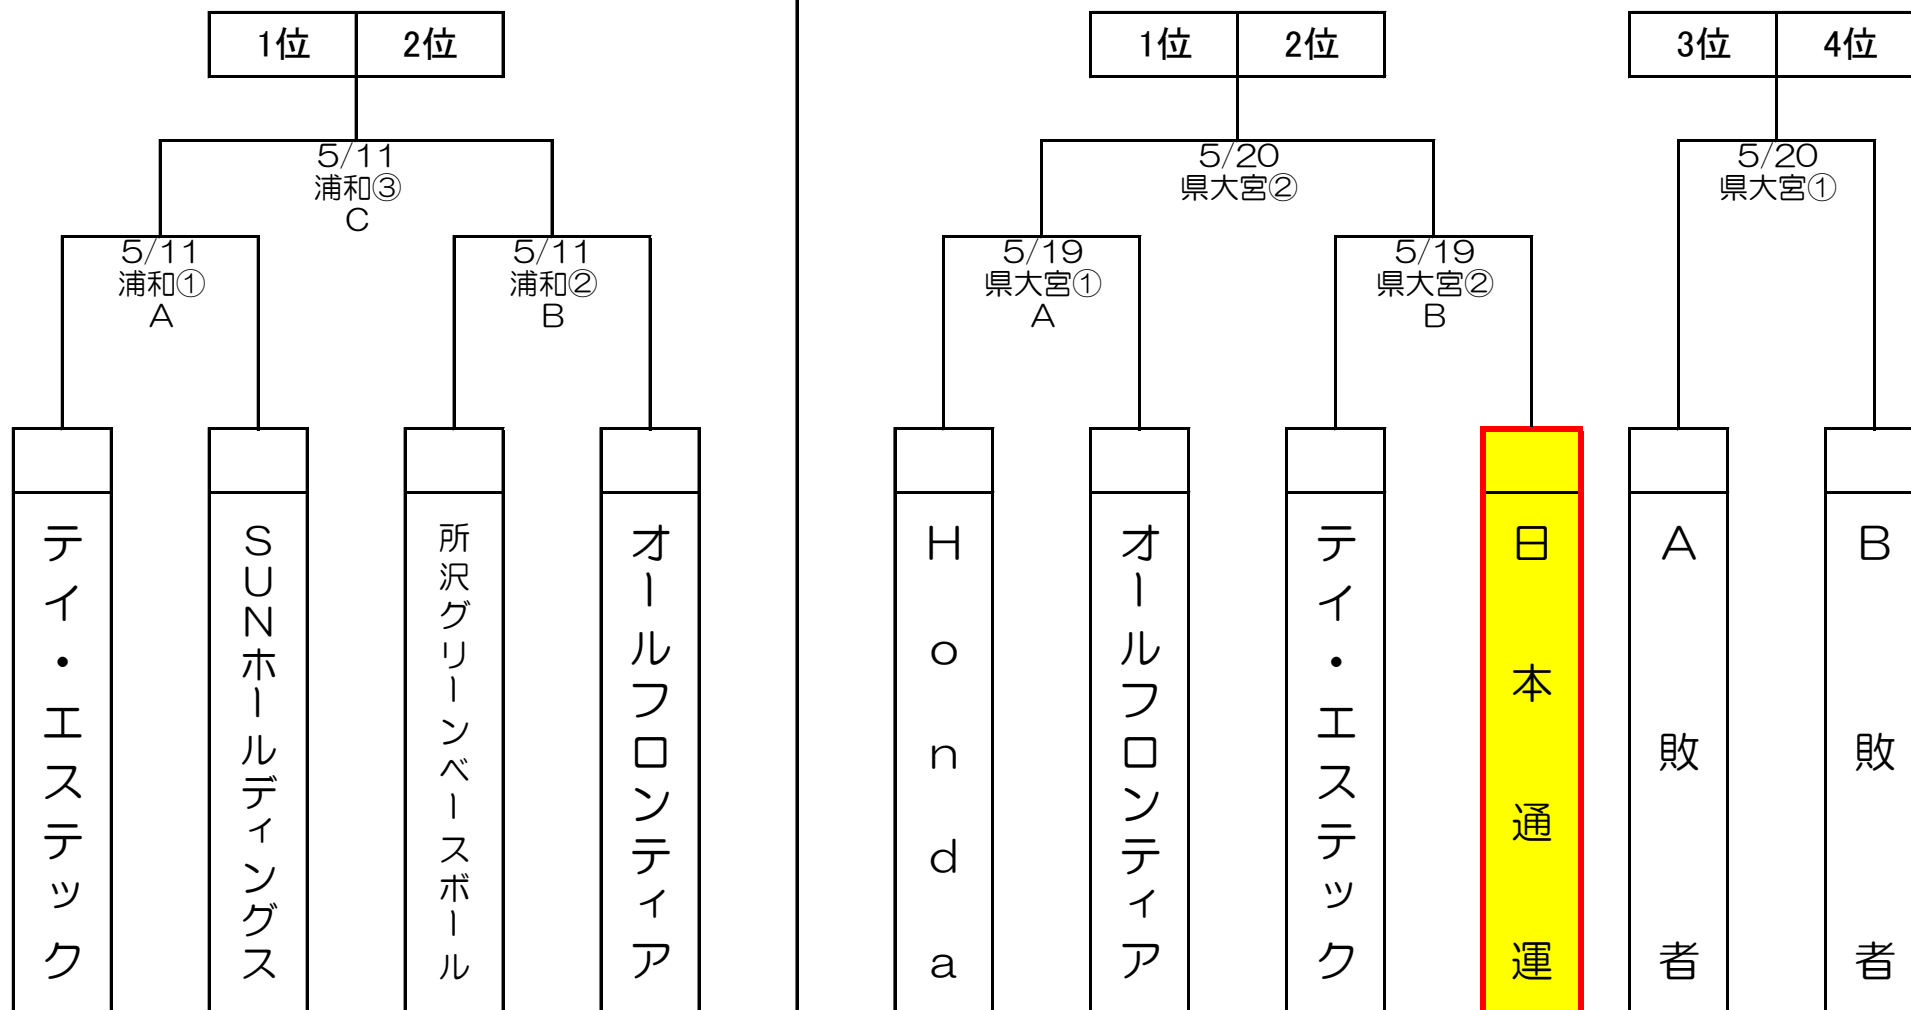 1位 2位
5/11
浦和③
C
5/11
浦和①
A
5/11
浦和②
B
ティ・エステック
SUNホールディングス
所沢グリーンベースボール
オールフロンティア
1位 2位
5/20
県大宮②
5/19
県大宮①
A
5/19
県大宮②
B
Honda
オールフロンティア
ティ・エステック
日本通運
3位 4位
5/20
県大宮①
A敗者
B敗者